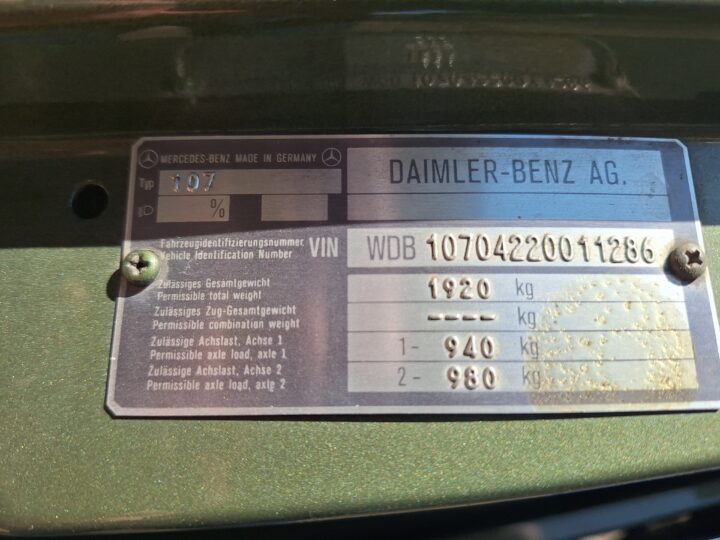 MERCEDES-BENZ MADE IN GERMANY
DAIMLER-BENZ AG.
Typ 107
%
Fahrzeugidentifizierungsnummer
Vehicle Identification Number
VIN WDB 10704220011286
Zulässiges Gesamtgewicht
Permissible total weight
1920 kg
Zulässiges Zug-Gesamtgewicht
Permissible combination weight
---- kg
Zulässige Achslast, Achse 1
Permissible axle load, axle 1
1- 940 kg
Zulässige Achslast, Achse 2
Permissible axle load, axle 2
2- 980 kg